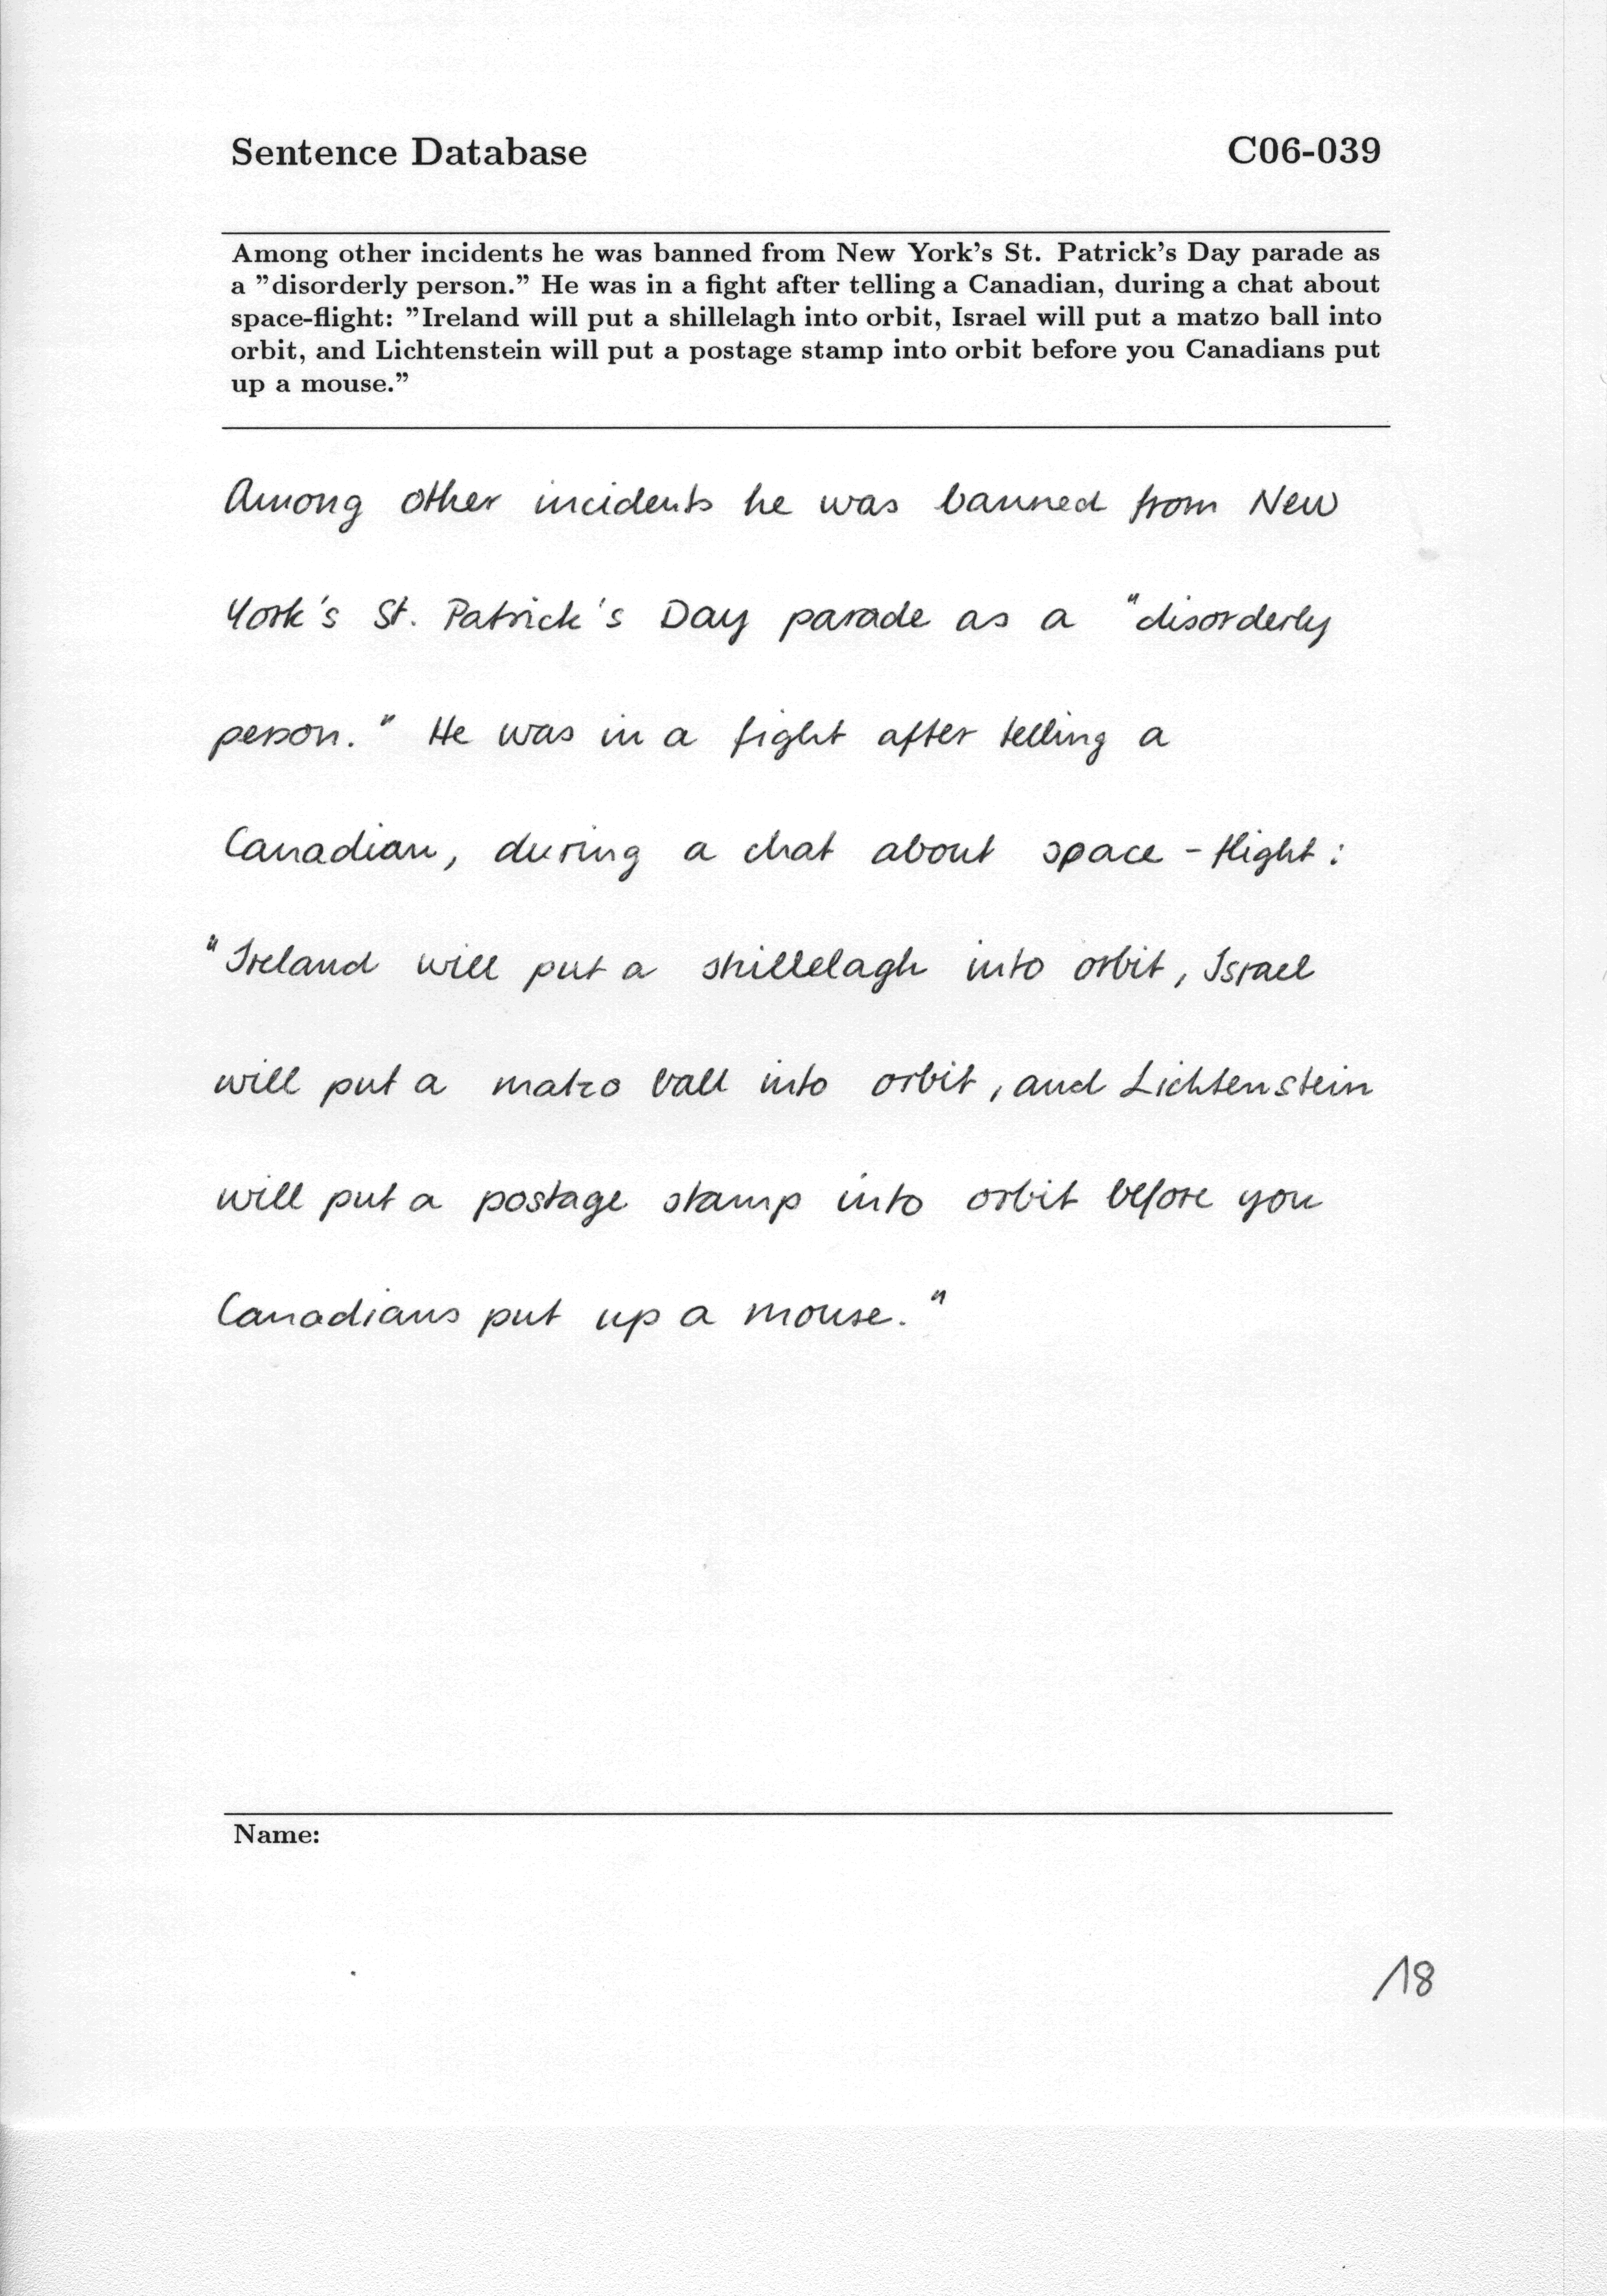 Sentence Database C06-039
Among other incidents he was banned from New York's St. Patrick's Day parade as
a "disorderly person." He was in a fight after telling a Canadian, during a chat about
space-flight: "Ireland will put a shillelagh into orbit, Israel will put a matzo ball into
orbit, and Lichtenstein will put a postage stamp into orbit before you Canadians put
up a mouse."
Among other incidents he was banned from New
York's St. Patrick's Day parade as a "disorderly
person." He was in a fight after telling a
Canadian, during a chat about space-flight:
"Ireland will put a shillelagh into orbit, Israel
will put a matzo ball into orbit, and Lichtenstein
will put a postage stamp into orbit before you
Canadians put up a mouse."
Name:
18